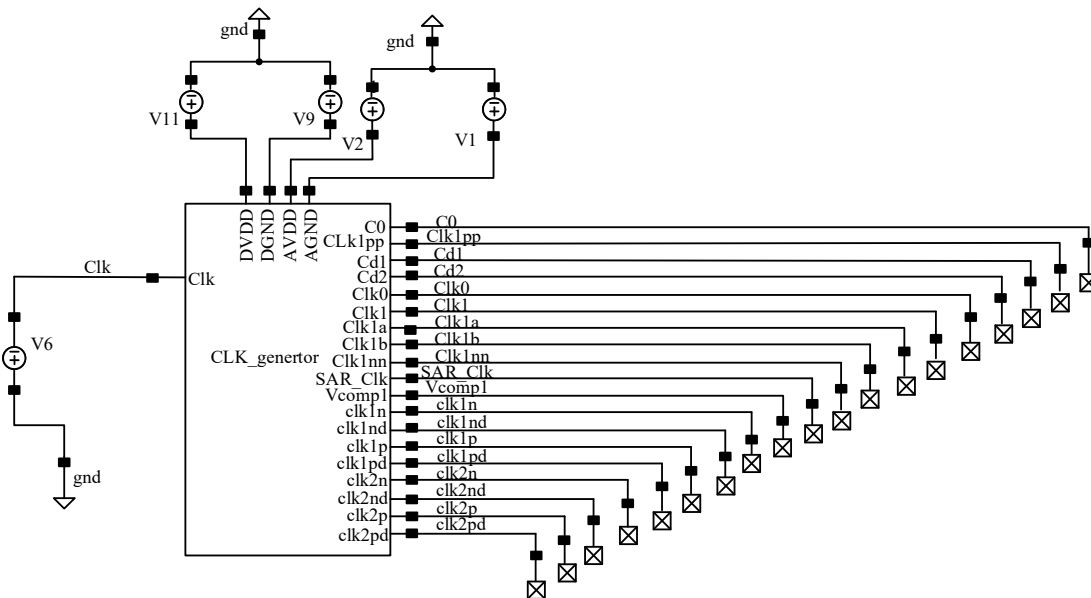 gnd
gnd
V11
V9
V2
V1
DVDD
DGND
AVDD
AGND
Clk
Clk
V6
gnd
CLK_genertor
C0 C0
CLk1pp Clk1pp
Cd1 Cd1
Cd2 Cd2
Clk0 Clk0
Clk1 Clk1
Clk1a Clk1a
Clk1b Clk1b
Clk1nn Clk1nn
SAR_Clk SAR_Clk
Vcomp1 Vcomp1
clk1n clk1n
clk1nd clk1nd
clk1p clk1p
clk1pd clk1pd
clk2n clk2n
clk2nd clk2nd
clk2p clk2p
clk2pd clk2pd